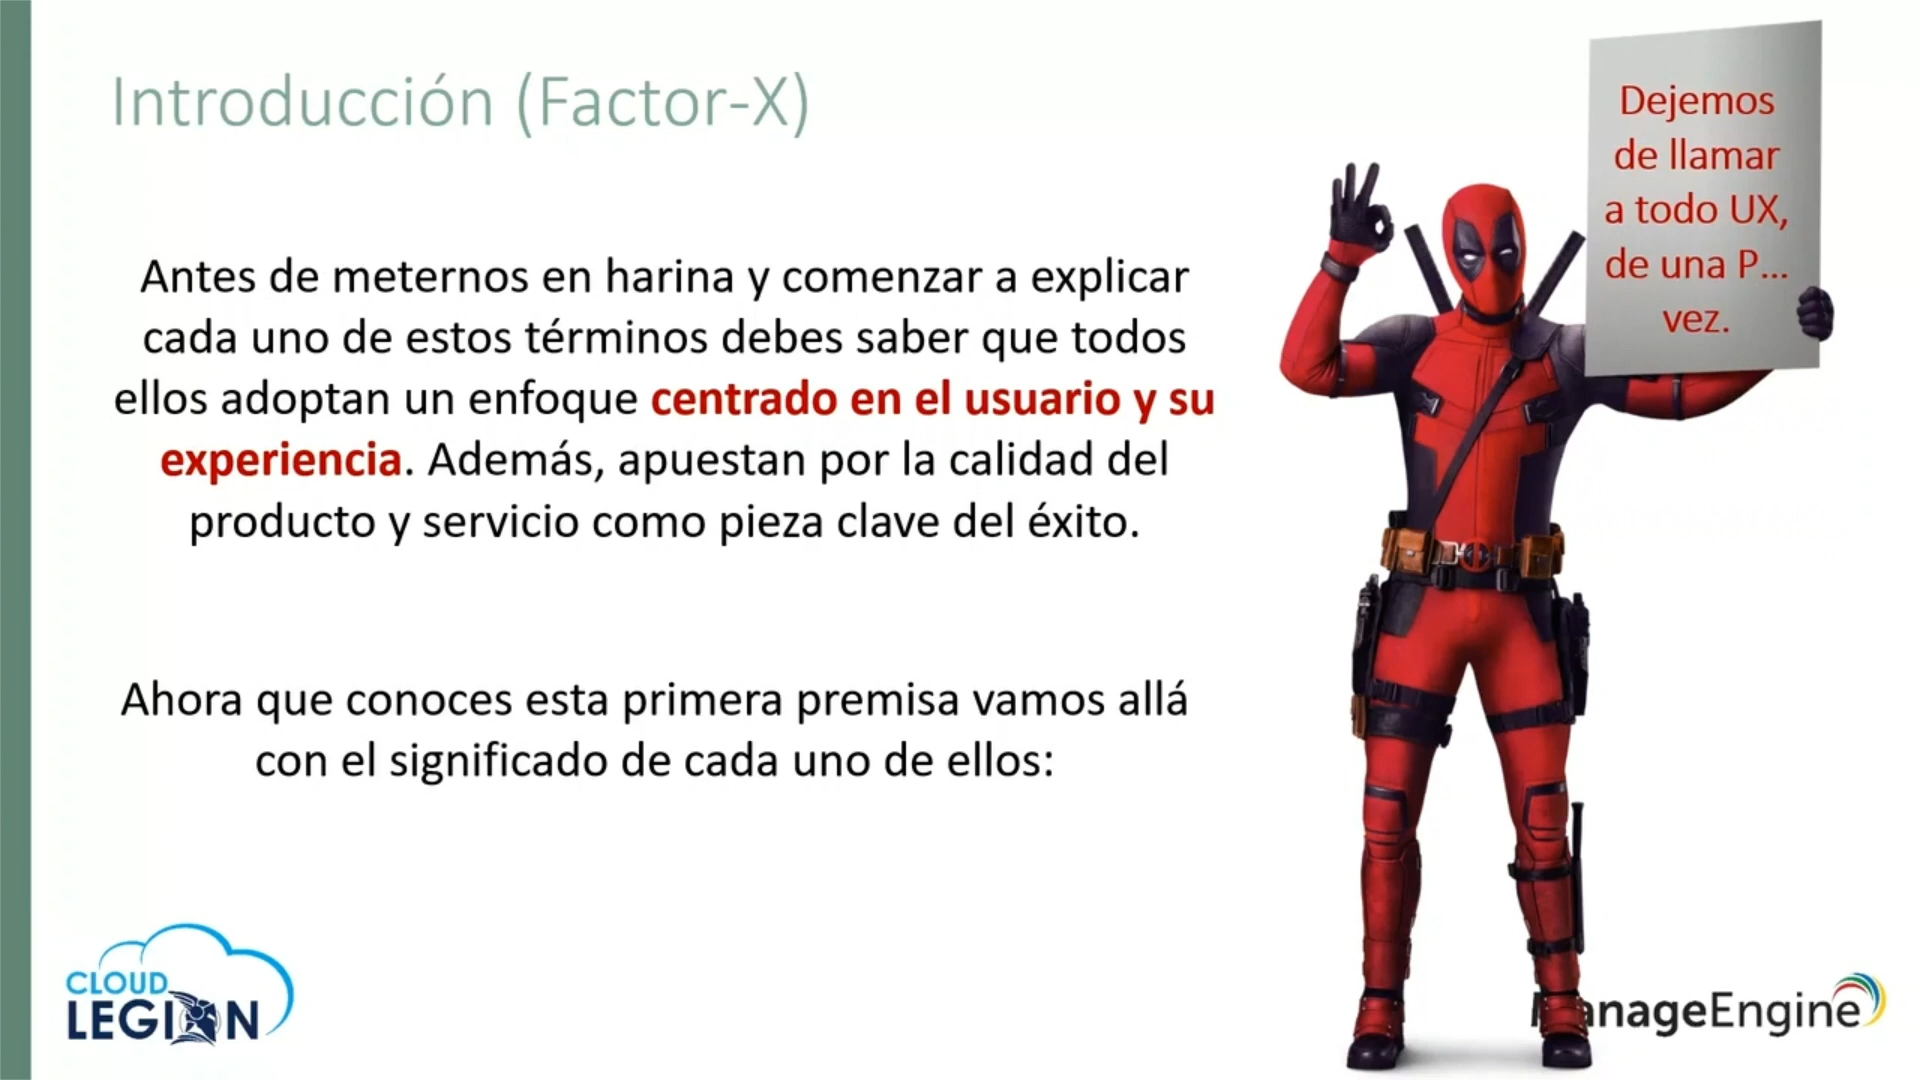 Introducción (Factor-X)
Dejemos
de llamar
a todo UX,
de una P...
vez.
Antes de meternos en harina y comenzar a explicar
cada uno de estos términos debes saber que todos
ellos adoptan un enfoque centrado en el usuario y su
experiencia. Además, apuestan por la calidad del
producto y servicio como pieza clave del éxito.
Ahora que conoces esta primera premisa vamos allá
con el significado de cada uno de ellos:
CLOUD
LEGION
ManageEngine